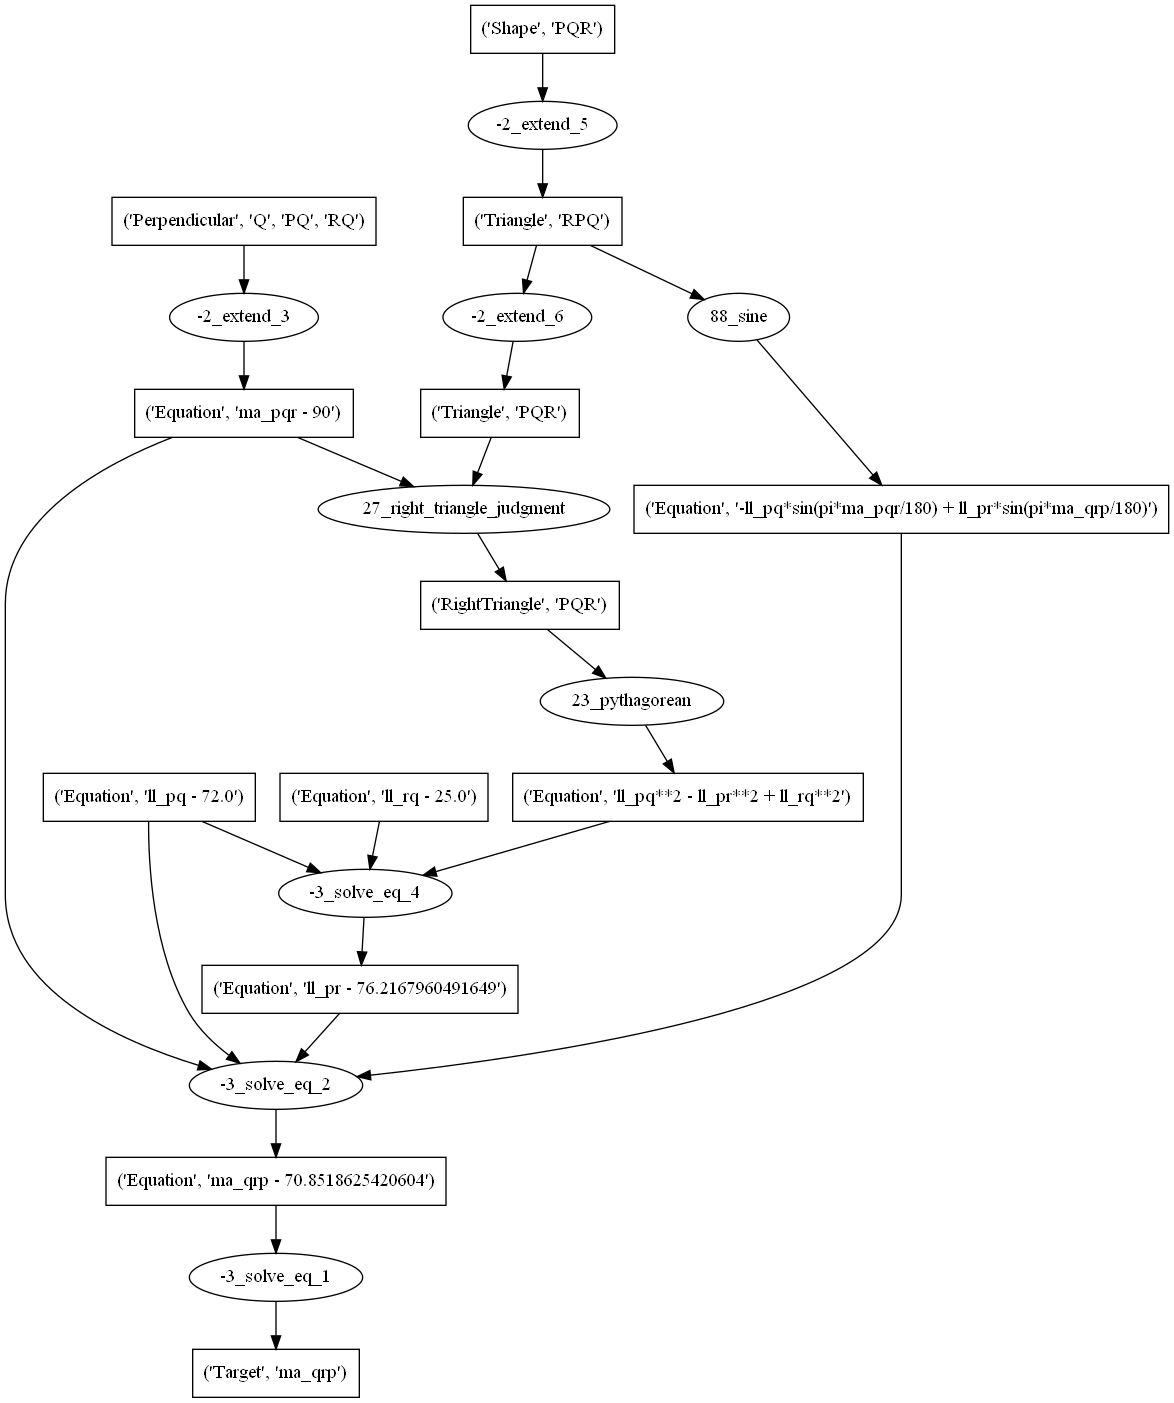 ('Shape', 'PQR')
-2_extend_5
('Perpendicular', 'Q', 'PQ', 'RQ')
('Triangle', 'RPQ')
-2_extend_3
-2_extend_6
88_sine
('Equation', 'ma_pqr - 90')
('Triangle', 'PQR')
27_right_triangle_judgment
('Equation', '-ll_pq*sin(pi*ma_pqr/180) + ll_pr*sin(pi*ma_qrp/180)')
('RightTriangle', 'PQR')
23_pythagorean
('Equation', 'll_pq - 72.0')
('Equation', 'll_rq - 25.0')
('Equation', 'll_pq**2 - ll_pr**2 + ll_rq**2')
-3_solve_eq_4
('Equation', 'll_pr - 76.2167960491649')
-3_solve_eq_2
('Equation', 'ma_qrp - 70.8518625420604')
-3_solve_eq_1
('Target', 'ma_qrp')